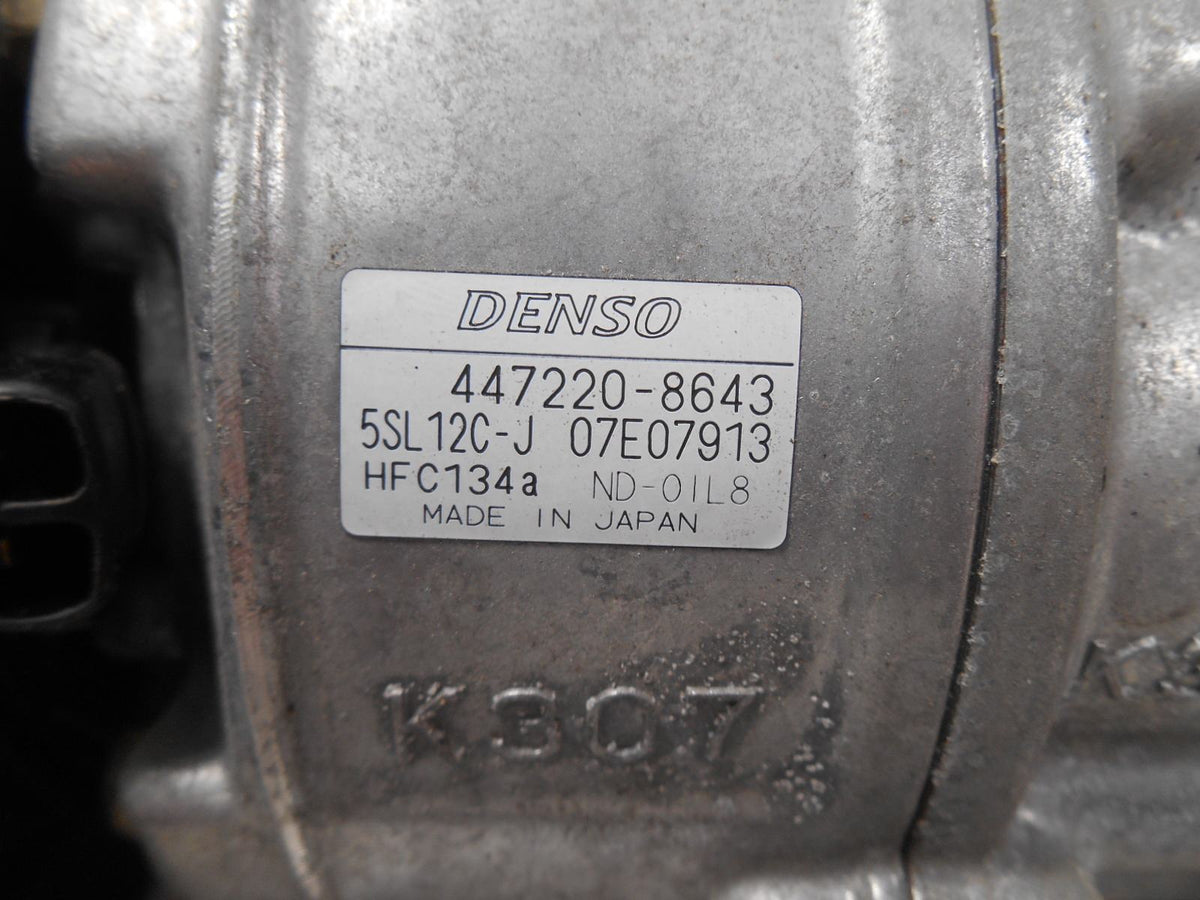 DENSO
447220-8643
5SL12C-J 07E07913
HFC134a ND-OIL8
MADE IN JAPAN
K307